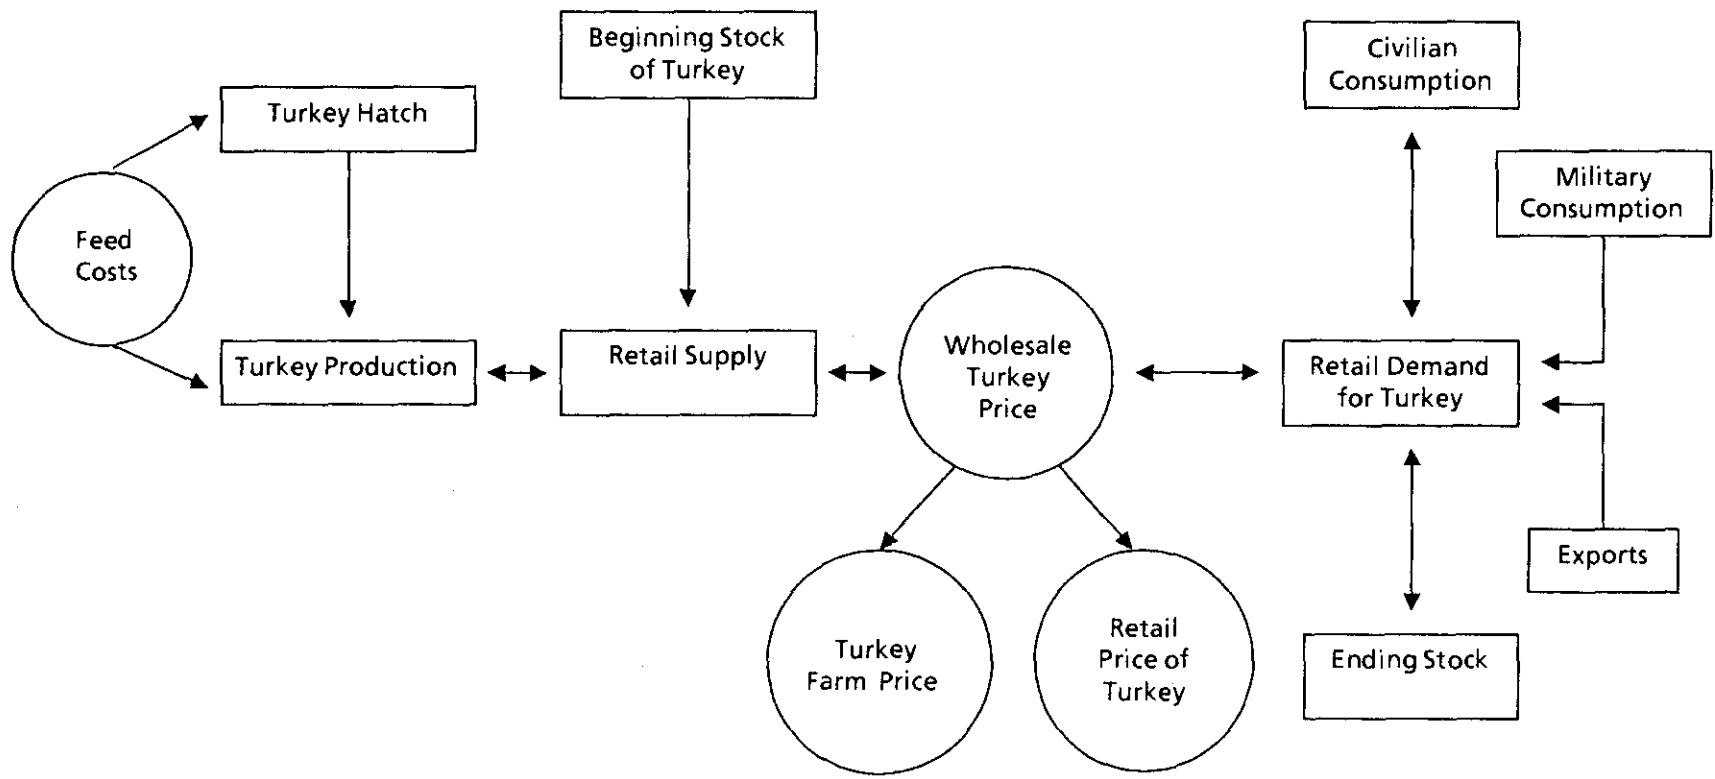 Beginning Stock
of Turkey
Civilian
Consumption
Turkey Hatch
Military
Consumption
Feed
Costs
Turkey Production
Retail Supply
Wholesale
Turkey
Price
Retail Demand
for Turkey
Exports
Turkey
Farm Price
Retail
Price of
Turkey
Ending Stock